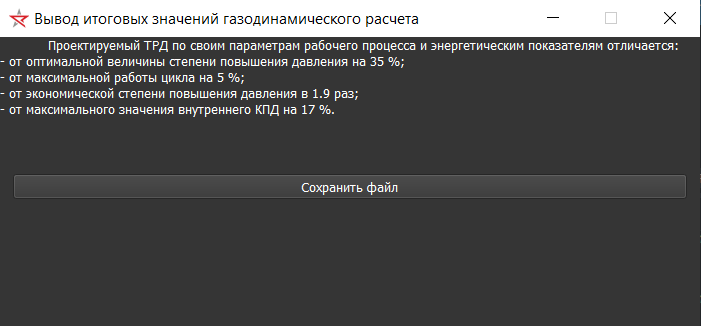 Вывод итоговых значений газодинамического расчета
Проектируемый ТРД по своим параметрам рабочего процесса и энергетическим показателям отличается:
- от оптимальной величины степени повышения давления на 35 %;
- от максимальной работы цикла на 5 %;
- от экономической степени повышения давления в 1.9 раз;
- от максимального значения внутреннего КПД на 17 %.
Сохранить файл